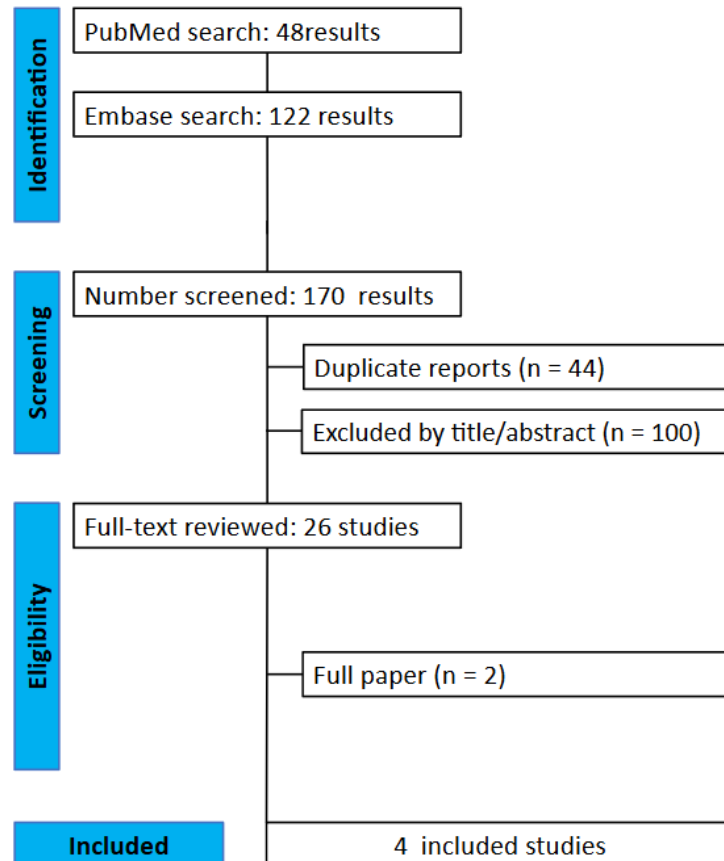 Identification
PubMed search: 48results
Embase search: 122 results
Screening
Number screened: 170 results
Duplicate reports (n = 44)
Excluded by title/abstract (n = 100)
Eligibility
Full-text reviewed: 26 studies
Full paper (n = 2)
Included
4 included studies